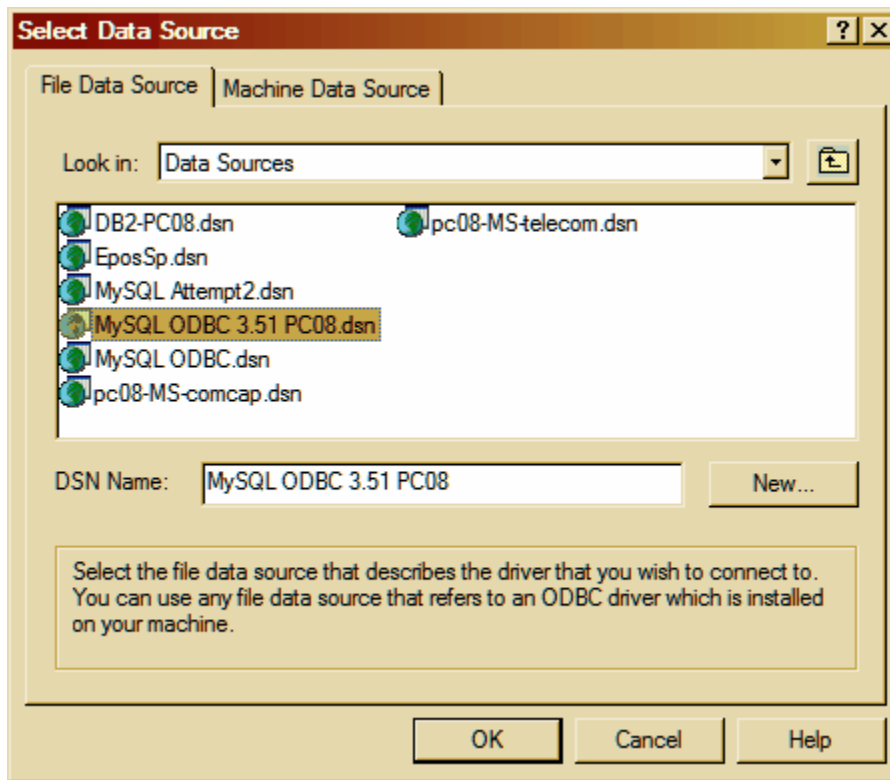 Select Data Source
File Data Source
Machine Data Source
Look in:
Data Sources
DB2-PC08.dsn
EposSp.dsn
MySQL Attempt2.dsn
MySQL ODBC 3.51 PC08.dsn
MySQL ODBC.dsn
pc08-MS-comcap.dsn
pc08-MS-telecom.dsn
DSN Name:
MySQL ODBC 3.51 PC08
New...
Select the file data source that describes the driver that you wish to connect to.
You can use any file data source that refers to an ODBC driver which is installed
on your machine.
OK
Cancel
Help